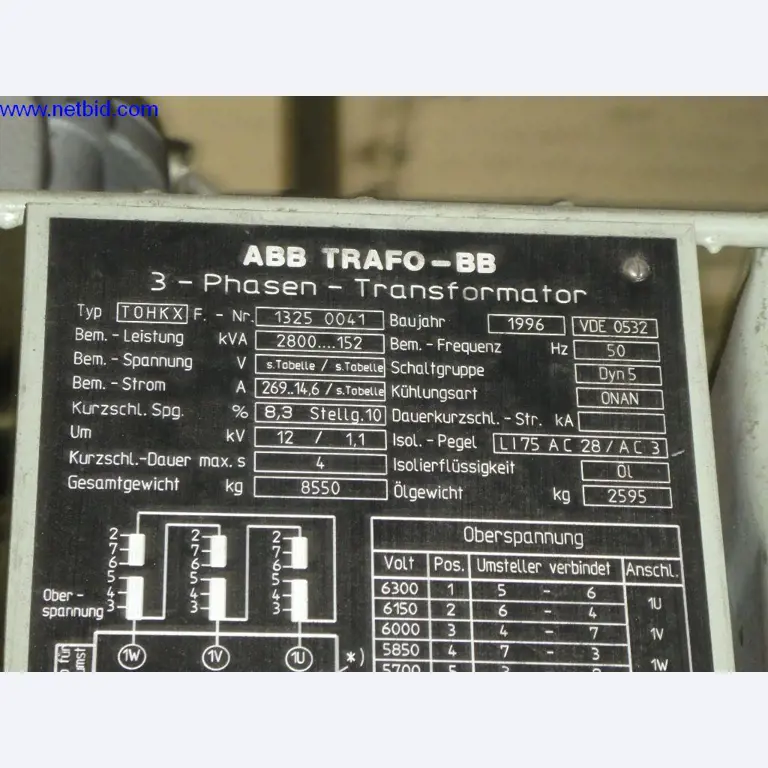 www.netbid.com
ABB TRAFO-BB
3 - Phasen - Transformator
Typ TOHKX F. - Nr. 1325 0041 Baujahr 1996 VDE 0532
Bem. - Leistung kVA 2800....152 Bem. - Frequenz Hz 50
Bem. - Spannung V s.Tabelle / s.Tabelle Schaltgruppe Dyn5
Bem. - Strom A 269..14,6 / s.Tabelle Kühlungsart ONAN
Kurzschl. Spg. % 8,3 Stellg.10 Dauerkurzschl. - Str. kA
Um kV 12 / 1,1 Isol. - Pegel LI75 AC 28 / AC 3
Kurzschl.-Dauer max. s 4 Isolierflüssigkeit Öl
Gesamtgewicht kg 8550 Ölgewicht kg 2595
2 2 2
7 7 7
6 6 6
5 5 5
4 4 4
3 3 3
Ober-
spannung
1W 1V 1U *)
für
umst
Oberspannung
Volt Pos. Umsteller verbindet Anschl.
6300 1 5 - 6 1U
6150 2 6 - 4
6000 3 4 - 7 1V
5850 4 7 - 3 1W
5700 5